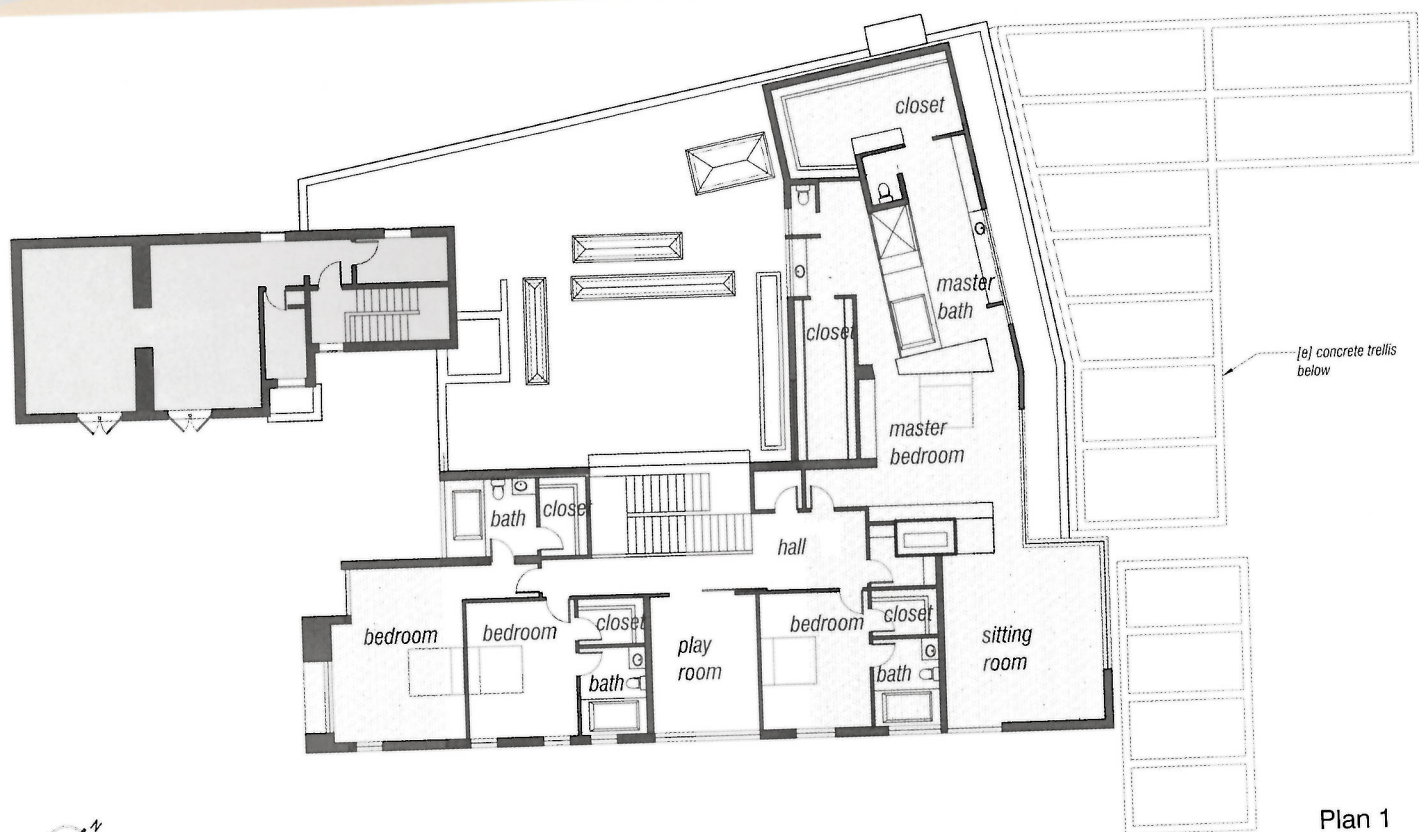 closet
master
bath
closet
[e] concrete trellis
below
master
bedroom
bath
closet
hall
bedroom
bedroom
closet
bath
play
room
bedroom
closet
bath
sitting
room
N
Plan 1